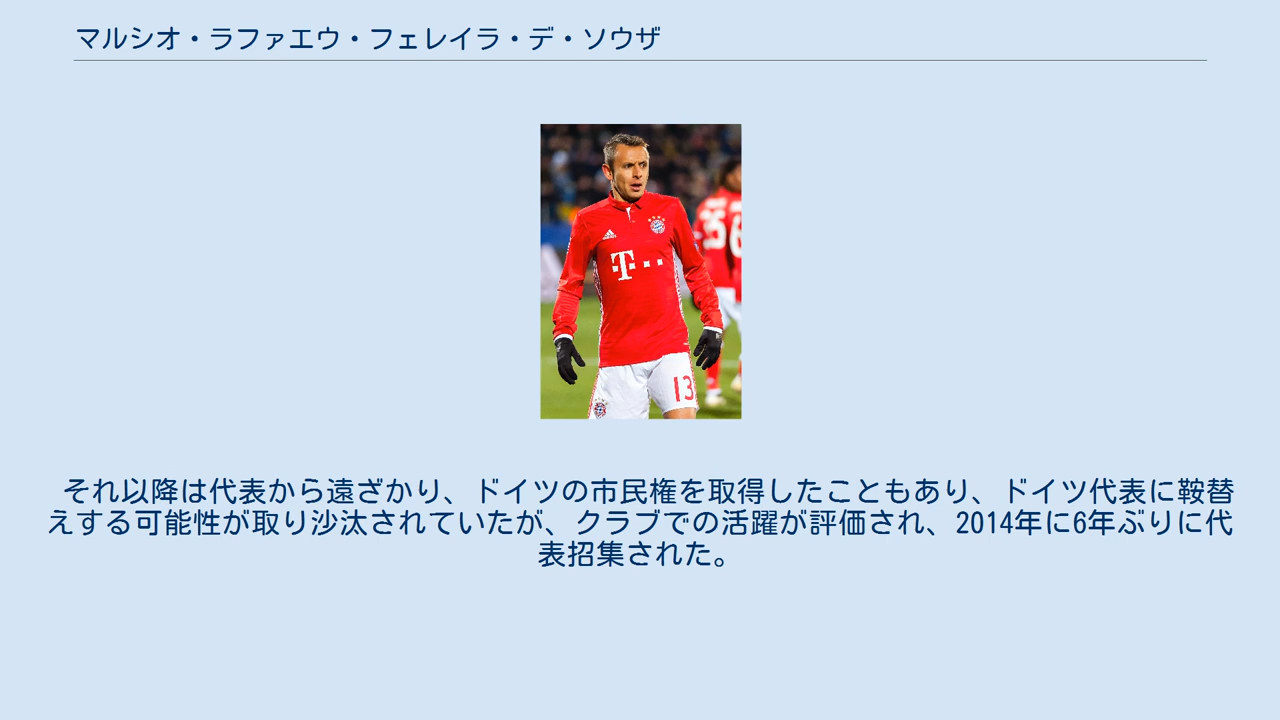 マルシオ・ラファエウ・フェレイラ・デ・ソウザ
T
13
それ以降は代表から遠ざかり、ドイツの市民権を取得したこともあり、ドイツ代表に鞍替
えする可能性が取り沙汰されていたが、クラブでの活躍が評価され、2014年に6年ぶりに代
表招集された。